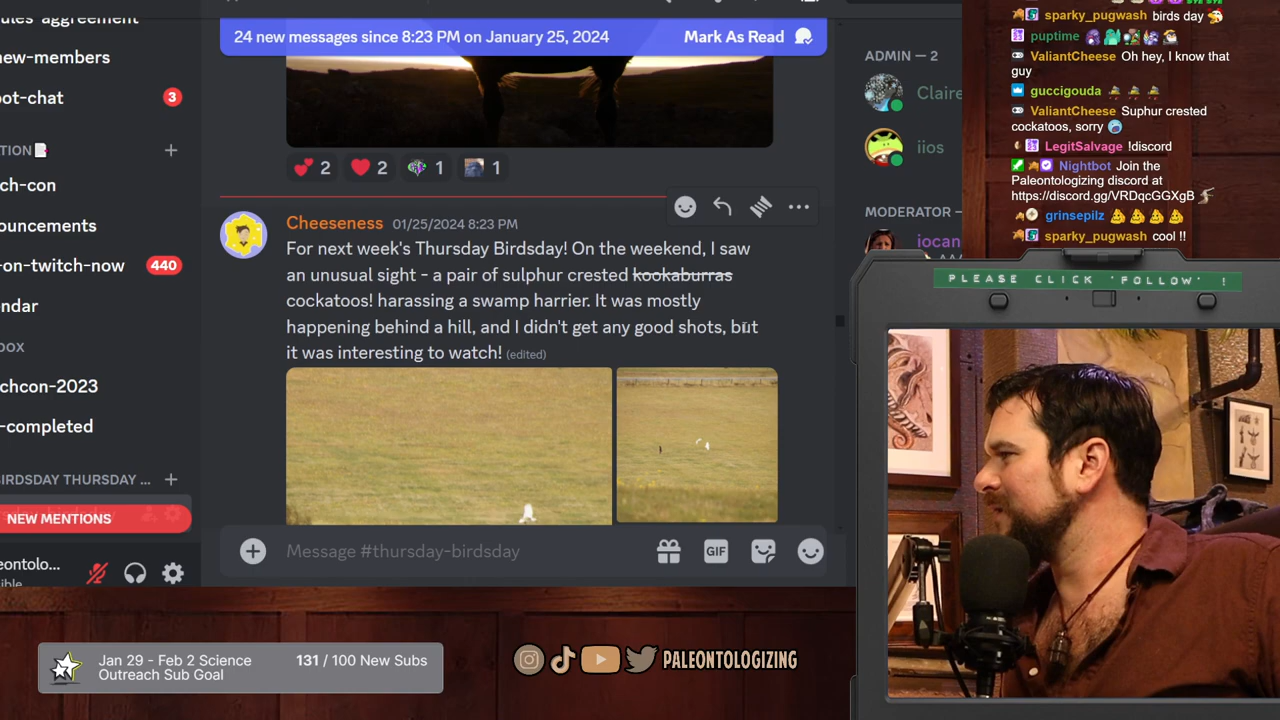 agreement
new-members
ot-chat
3
TION
ch-con
ouncements
-on-twitch-now
440
endar
box
chcon-2023
-completed
BIRDSDAY THURSDAY ...
NEW MENTIONS
eontolo...
ible
24 new messages since 8:23 PM on January 25, 2024
Mark As Read
2
2
1
1
Cheeseness 01/25/2024 8:23 PM
For next week's Thursday Birdsday! On the weekend, I saw
an unusual sight - a pair of sulphur crested kookaburras
cockatoos! harassing a swamp harrier. It was mostly
happening behind a hill, and I didn't get any good shots, but
it was interesting to watch! (edited)
Message #thursday-birdsday
GIF
ADMIN — 2
Claire
iios
MODERATOR —
iocan
sparky_pugwash birds day
puptime
ValiantCheese Oh hey, I know that
guy
guccigouda
ValiantCheese Suphur crested
cockatoos, sorry
LegitSalvage !discord
Nightbot Join the
Paleontologizing discord at
https://discord.gg/VRDqcGGXgB
grinsepilz
sparky_pugwash cool !!
PLEASE CLICK 'FOLLOW' !
Jan 29 - Feb 2 Science
Outreach Sub Goal
131 / 100 New Subs
PALEONTOLOGIZING